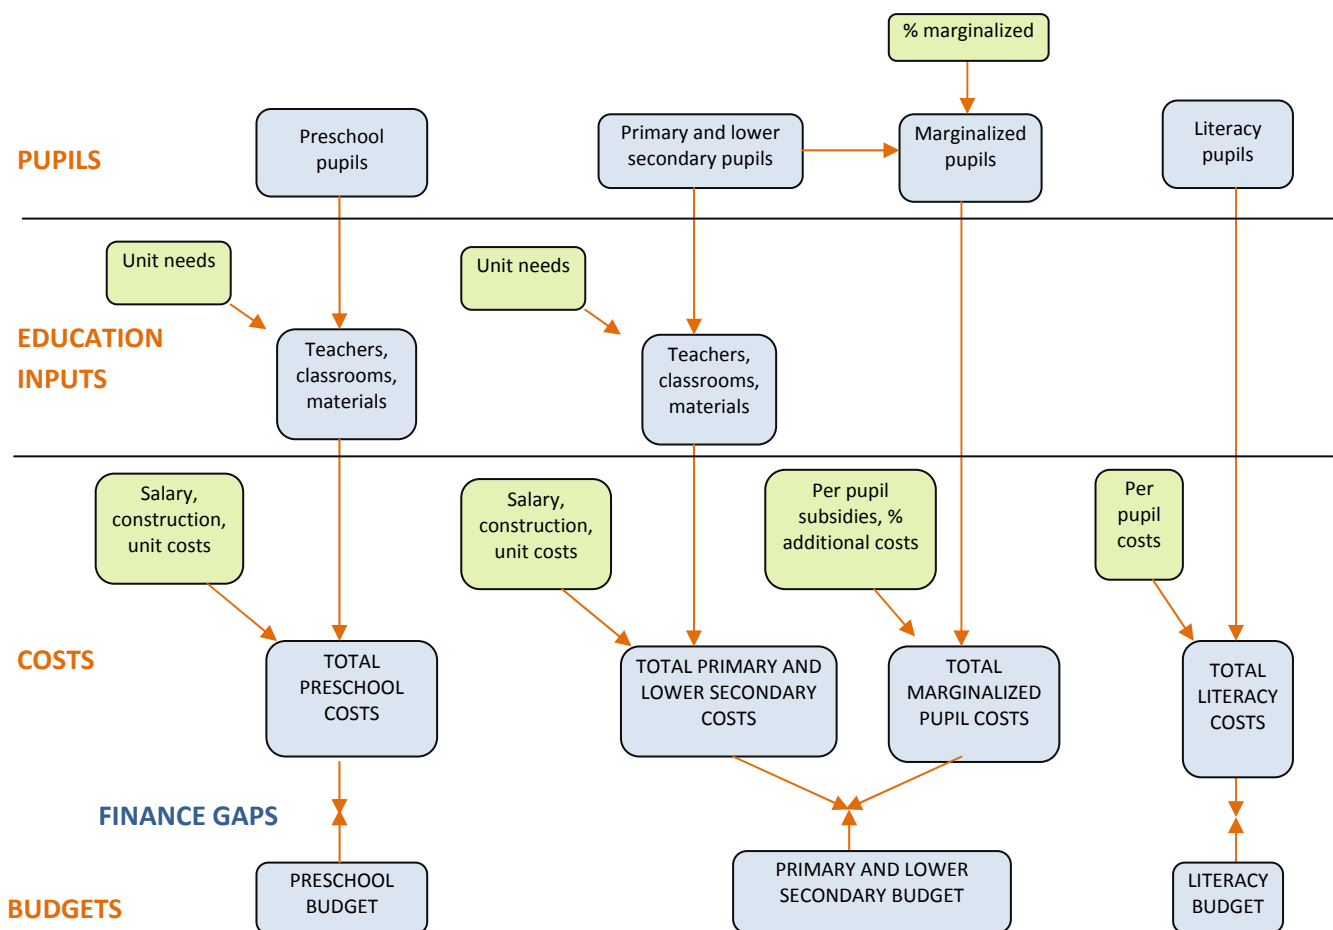 % marginalized
PUPILS
Preschool
pupils
Primary and lower
secondary pupils
Marginalized
pupils
Literacy
pupils
EDUCATION
INPUTS
Unit needs
Unit needs
Teachers,
classrooms,
materials
Teachers,
classrooms,
materials
COSTS
Salary,
construction,
unit costs
Salary,
construction,
unit costs
Per pupil
subsidies, %
additional costs
Per
pupil
costs
TOTAL
PRESCHOOL
COSTS
TOTAL PRIMARY AND
LOWER SECONDARY
COSTS
TOTAL
MARGINALIZED
PUPIL COSTS
TOTAL
LITERACY
COSTS
FINANCE GAPS
BUDGETS
PRESCHOOL
BUDGET
PRIMARY AND LOWER
SECONDARY BUDGET
LITERACY
BUDGET